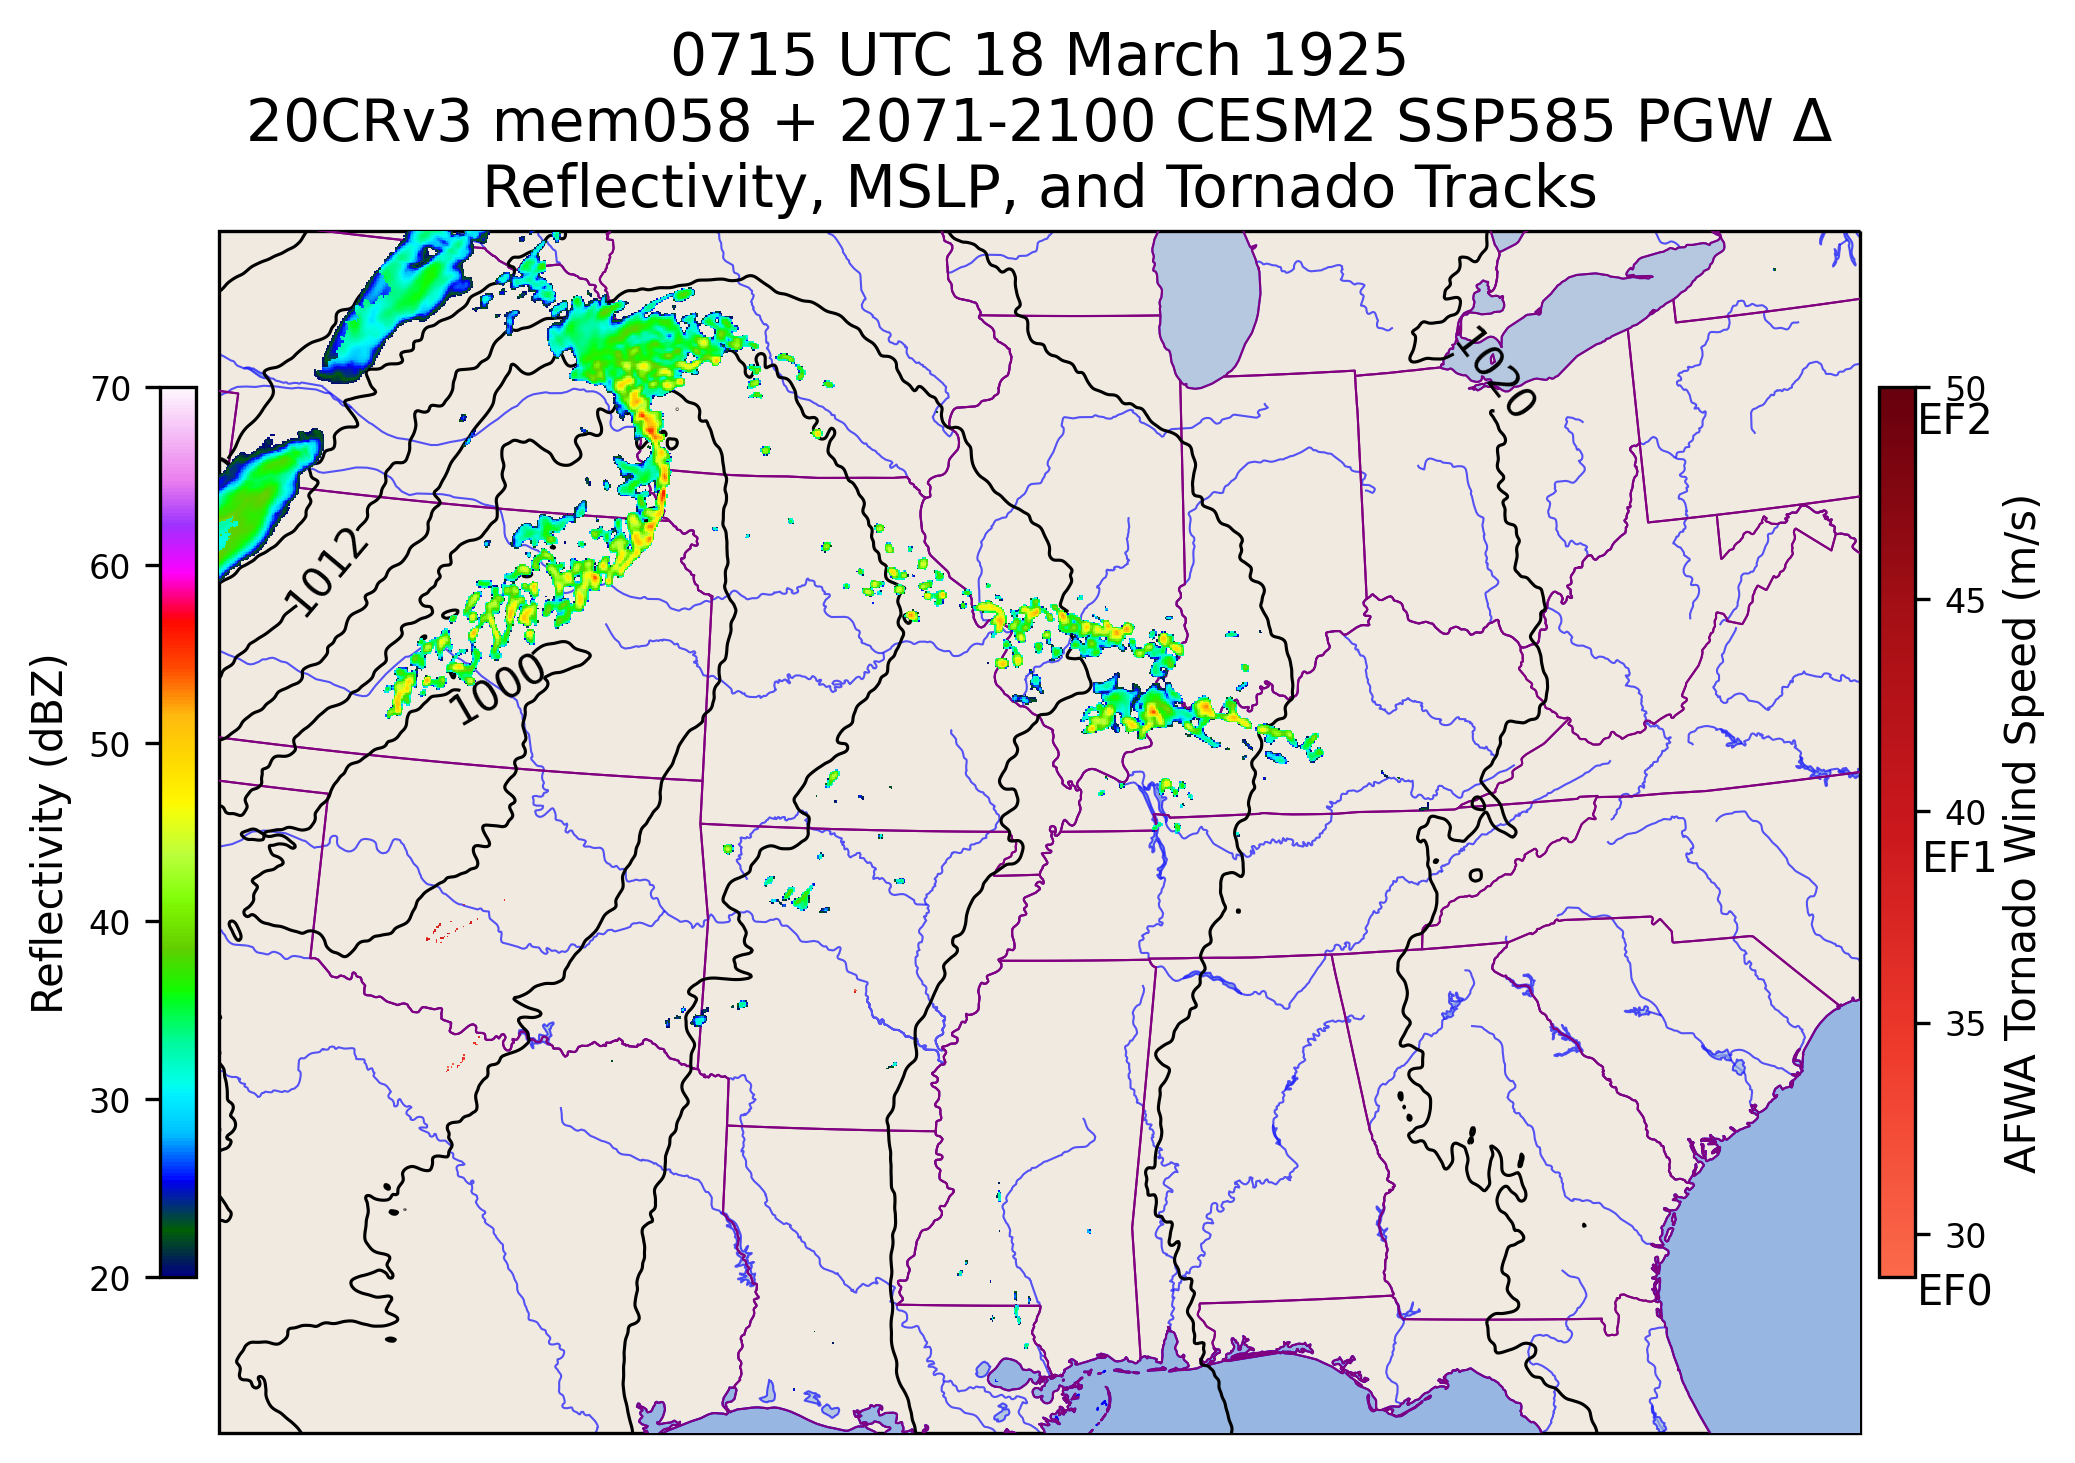 0715 UTC 18 March 1925
20CRv3 mem058 + 2071-2100 CESM2 SSP585 PGW Δ
Reflectivity, MSLP, and Tornado Tracks
1020
1012
1000
70
60
50
40
30
20
Reflectivity (dBZ)
50
EF2
45
40
EF1
35
30
EF0
AFWA Tornado Wind Speed (m/s)